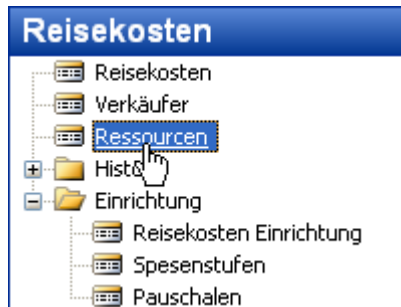 Reisekosten
Reisekosten
Verkäufer
Ressourcen
Einrichtung
Reisekosten Einrichtung
Spesenstufen
Pauschalen